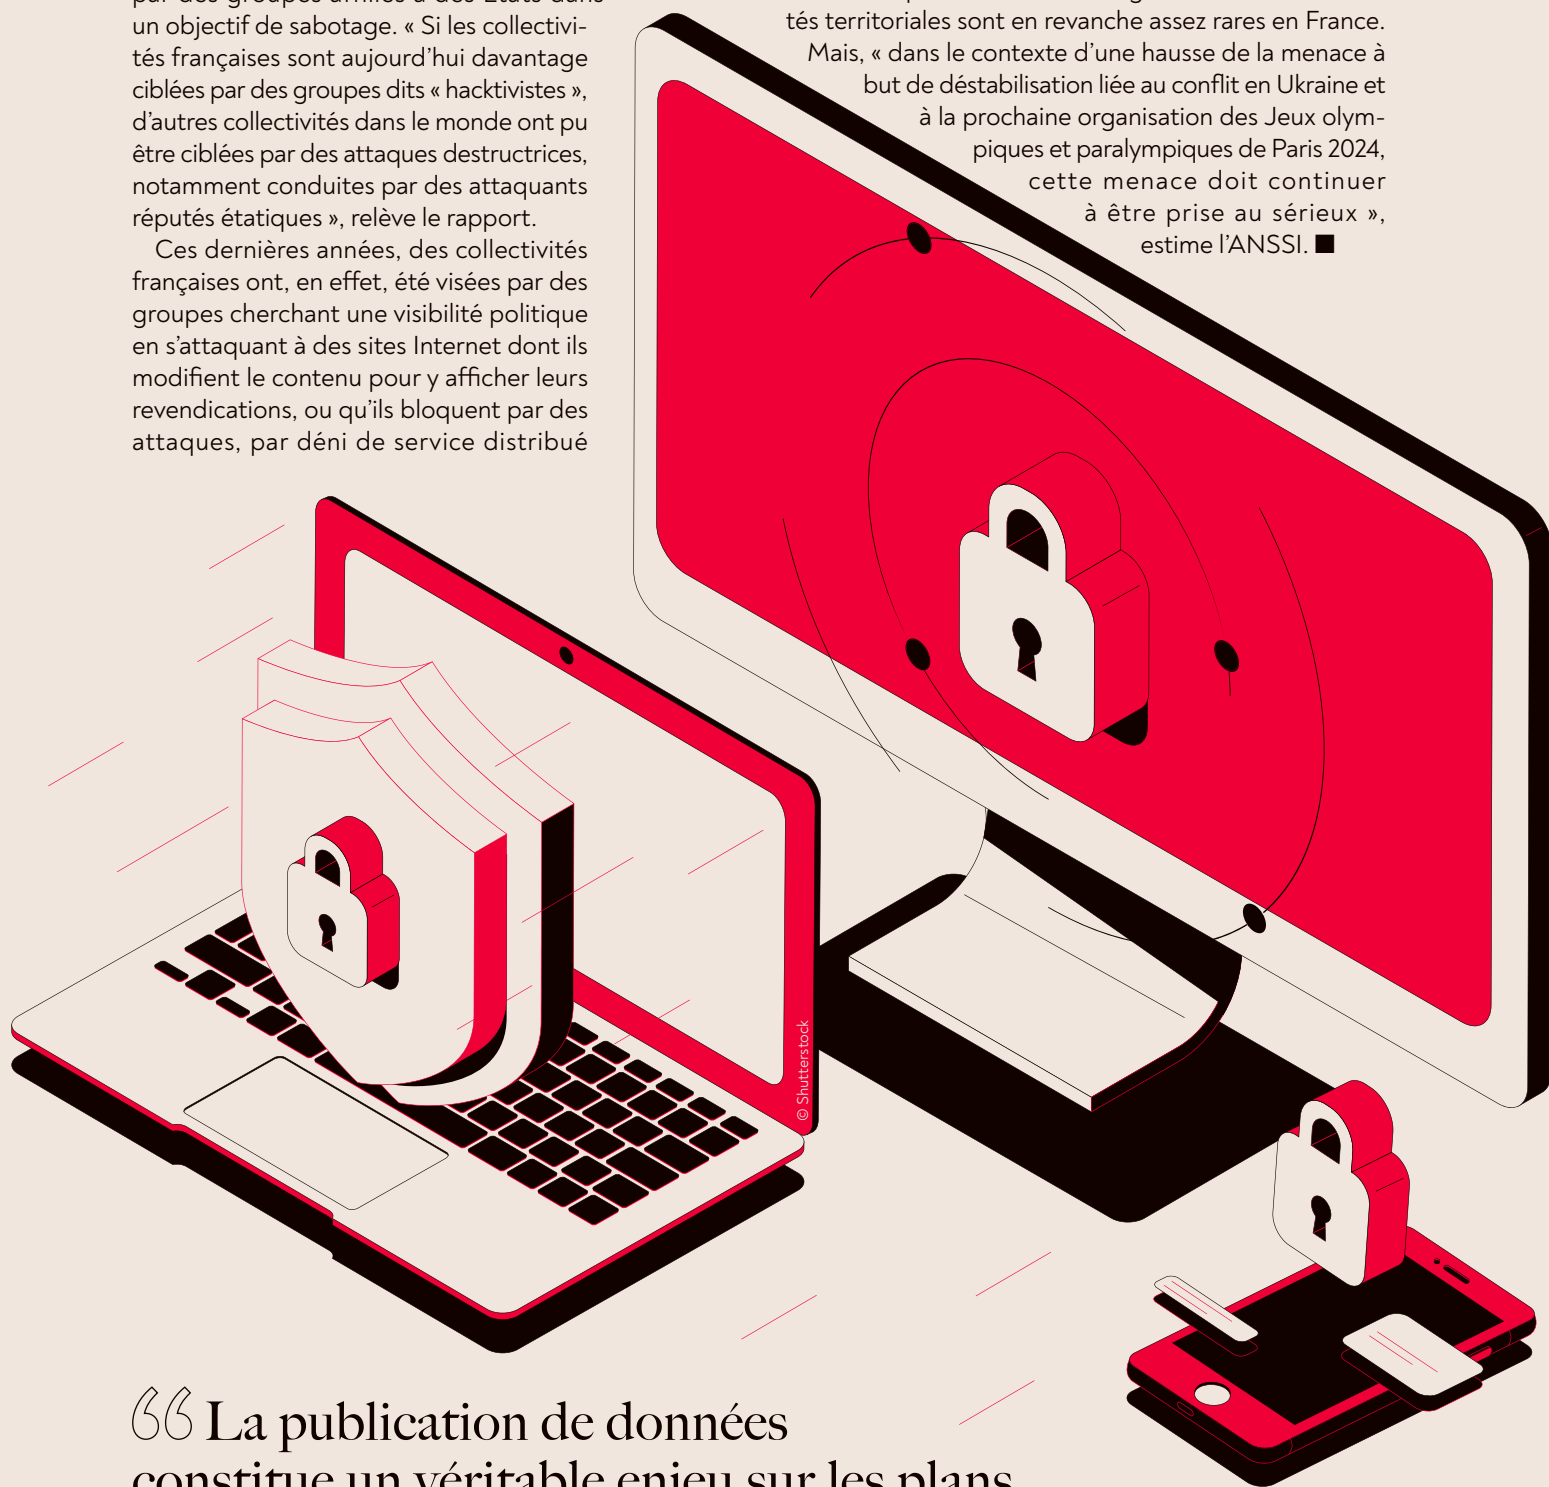 un objectif de sabotage. « Si les collectivi-
tés françaises sont aujourd’hui davantage
ciblées par des groupes dits « hacktivistes »,
d’autres collectivités dans le monde ont pu
être ciblées par des attaques destructrices,
notamment conduites par des attaquants
réputés étatiques », relève le rapport.
Ces dernières années, des collectivités
françaises ont, en effet, été visées par des
groupes cherchant une visibilité politique
en s’attaquant à des sites Internet dont ils
modifient le contenu pour y afficher leurs
revendications, ou qu’ils bloquent par des
attaques, par déni de service distribué
tés territoriales sont en revanche assez rares en France.
Mais, « dans le contexte d’une hausse de la menace à
but de déstabilisation liée au conflit en Ukraine et
à la prochaine organisation des Jeux olym-
piques et paralympiques de Paris 2024,
cette menace doit continuer
à être prise au sérieux »,
estime l’ANSSI. ■
© Shutterstock
“ La publication de données
constitue un véritable enjeu sur les plans